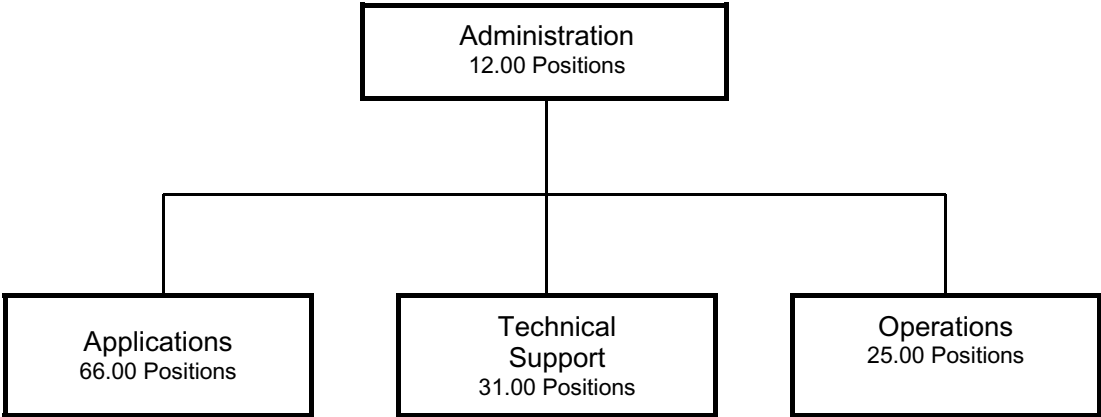 Administration
12.00 Positions
Applications
66.00 Positions
Technical
Support
31.00 Positions
Operations
25.00 Positions